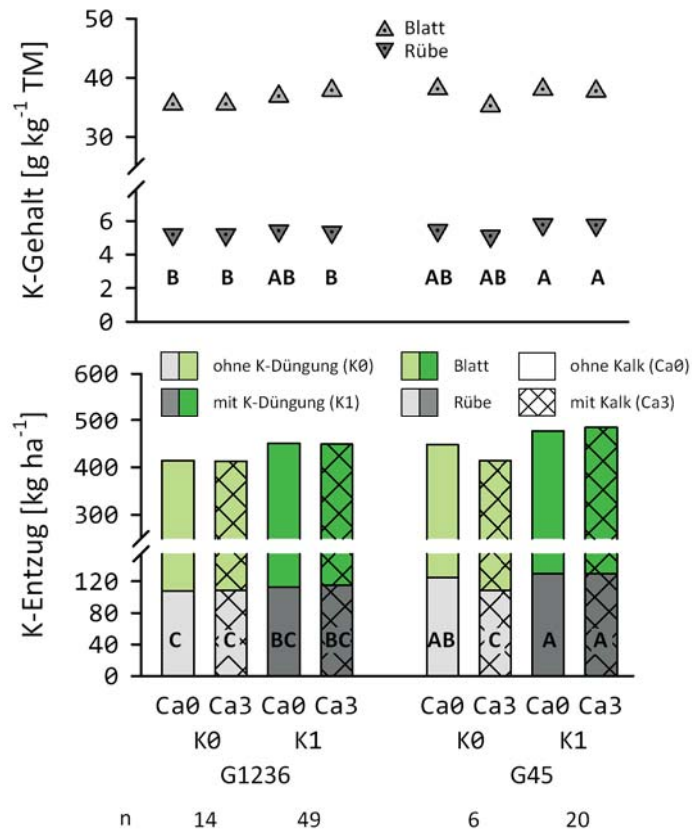 K-Gehalt [g kg⁻¹ TM]
50
40
30
6
4
2
0
Blatt
Rübe
B B AB B AB AB A A
K-Entzug [kg ha⁻¹]
600
500
400
300
120
80
40
0
ohne K-Düngung (K0) Blatt ohne Kalk (Ca0)
mit K-Düngung (K1) Rübe mit Kalk (Ca3)
C C BC BC AB C A A
Ca0 Ca3 Ca0 Ca3 Ca0 Ca3 Ca0 Ca3
K0 K1 K0 K1
G1236 G45
n 14 49 6 20